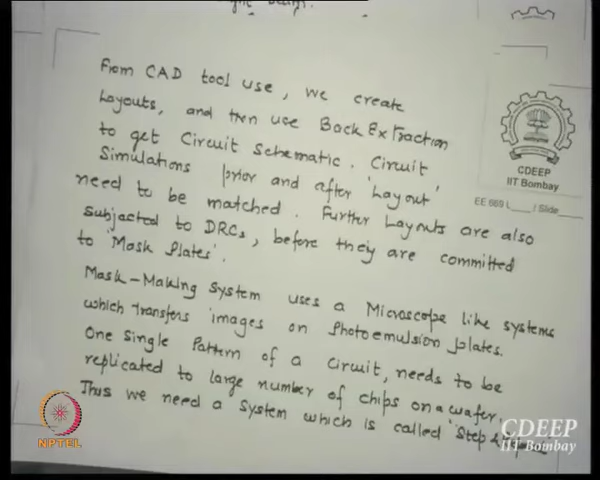 From CAD tool use, we create
Layouts, and then use Back Extraction
to get Circuit Schematic. Circuit
Simulations prior and after 'Layout'
need to be matched. Further Layouts are also
subjected to DRCs, before they are committed
to 'Mask Plates'.
Mask-Making System uses a Microscope like systems
which transfers images on Photoemulsion plates.
One single Pattern of a Circuit, needs to be
replicated to large number of chips on a wafer.
Thus we need a system which is called 'Step &
CDEEP
IIT Bombay
EE 669 L____/ Slide____
NPTEL
CDEEP
IIT Bombay